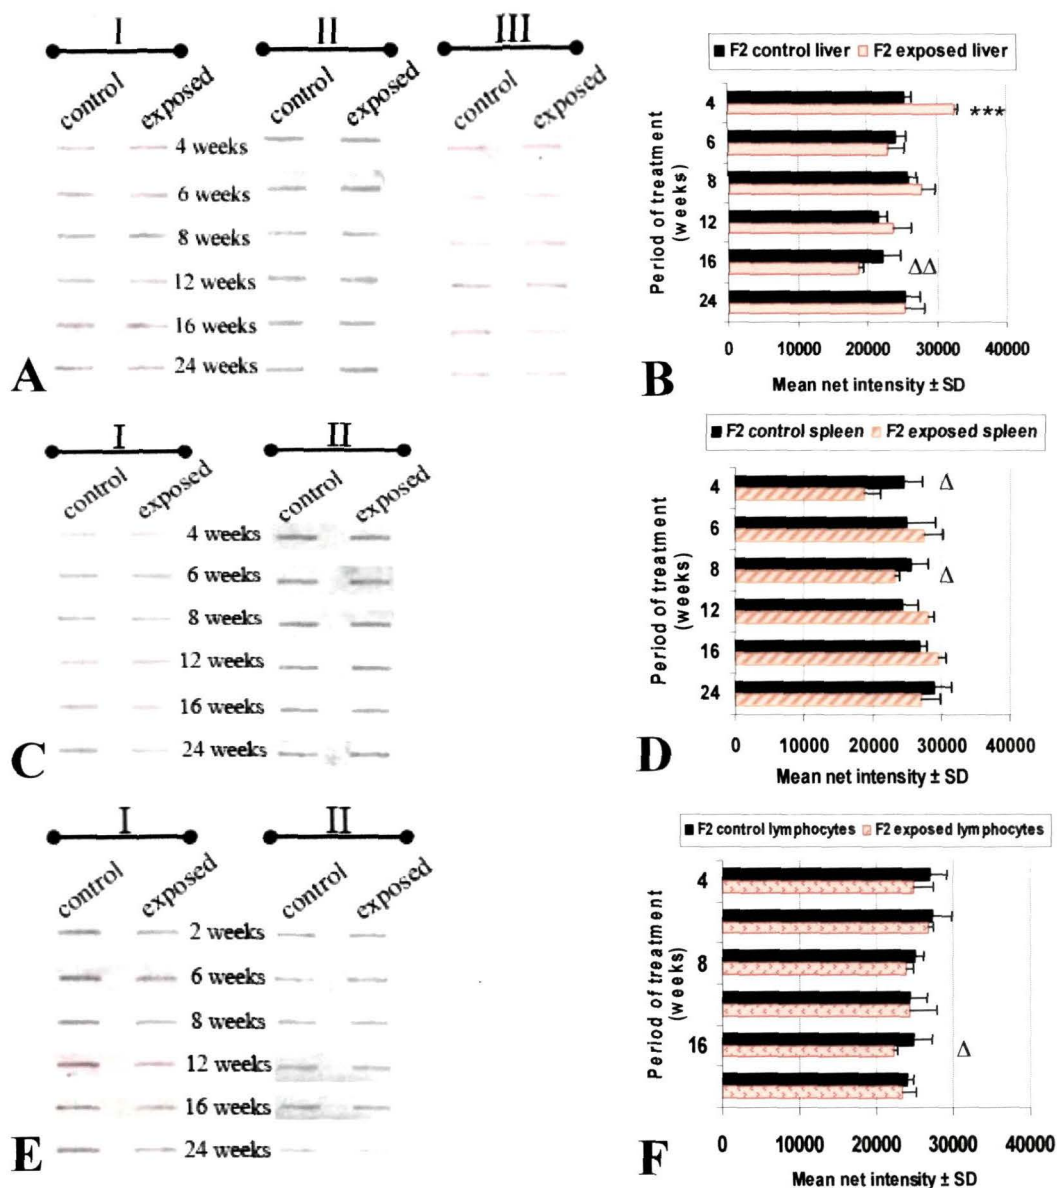 I II III
control exposed control exposed control exposed
4 weeks
6 weeks
8 weeks
12 weeks
16 weeks
24 weeks
A
F2 control liver F2 exposed liver
Period of treatment
(weeks)
4
***
6
8
12
16
ΔΔ
24
0 10000 20000 30000 40000
Mean net intensity ± SD
B
I II
control exposed control exposed
4 weeks
6 weeks
8 weeks
12 weeks
16 weeks
24 weeks
C
F2 control spleen F2 exposed spleen
Period of treatment
(weeks)
4
Δ
6
8
Δ
12
16
24
0 10000 20000 30000 40000
Mean net intensity ± SD
D
I II
control exposed control exposed
2 weeks
6 weeks
8 weeks
12 weeks
16 weeks
24 weeks
E
F2 control lymphocytes F2 exposed lymphocytes
Period of treatment
(weeks)
4
8
16
Δ
0 10000 20000 30000 40000
Mean net intensity ± SD
F